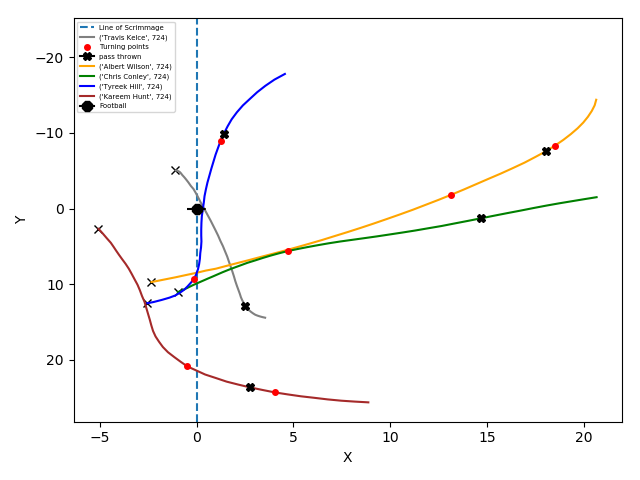 Line of Scrimmage
('Travis Kelce', 724)
Turning points
pass thrown
('Albert Wilson', 724)
('Chris Conley', 724)
('Tyreek Hill', 724)
('Kareem Hunt', 724)
Football
−20
−10
0
10
20
Y
−5 0 5 10 15 20
X